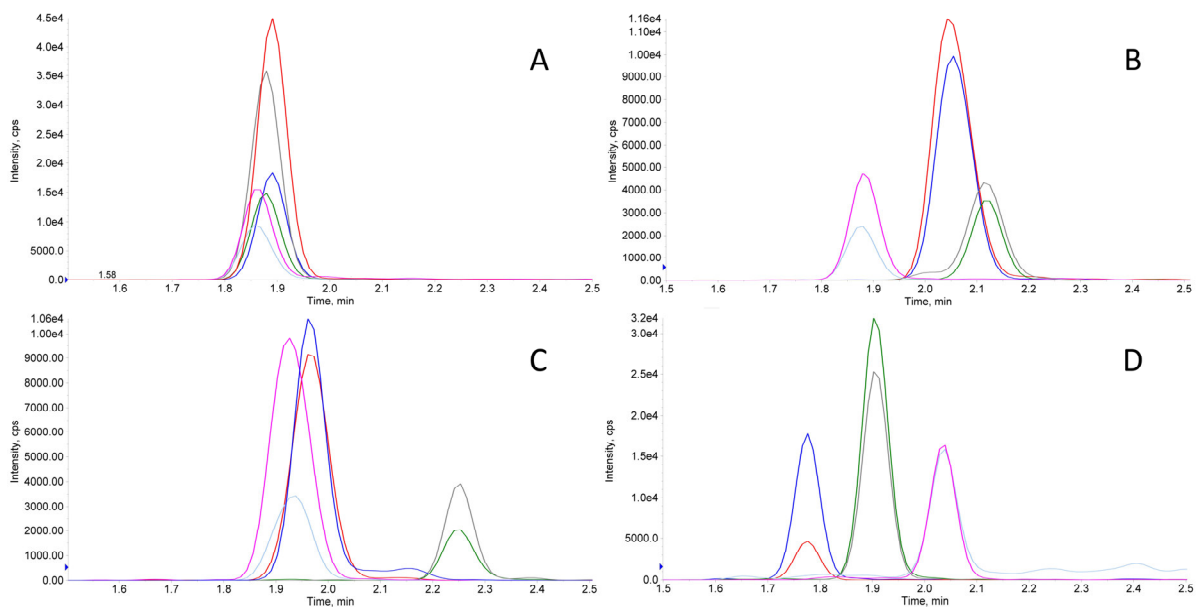 A
Intensity, cps
4.5e4
4.0e4
3.5e4
3.0e4
2.5e4
2.0e4
1.5e4
1.0e4
5000.0
0.0
1.58
1.6 1.7 1.8 1.9 2.0 2.1 2.2 2.3 2.4 2.5
Time, min
B
Intensity, cps
1.16e4
1.10e4
1.00e4
9000.00
8000.00
7000.00
6000.00
5000.00
4000.00
3000.00
2000.00
1000.00
0.00
1.5 1.6 1.7 1.8 1.9 2.0 2.1 2.2 2.3 2.4 2.5
Time, min
C
Intensity, cps
1.06e4
1.00e4
9000.00
8000.00
7000.00
6000.00
5000.00
4000.00
3000.00
2000.00
1000.00
0.00
1.6 1.7 1.8 1.9 2.0 2.1 2.2 2.3 2.4 2.5
Time, min
D
Intensity, cps
3.2e4
3.0e4
2.5e4
2.0e4
1.5e4
1.0e4
5000.0
0.0
1.5 1.6 1.7 1.8 1.9 2.0 2.1 2.2 2.3 2.4 2.5
Time, min